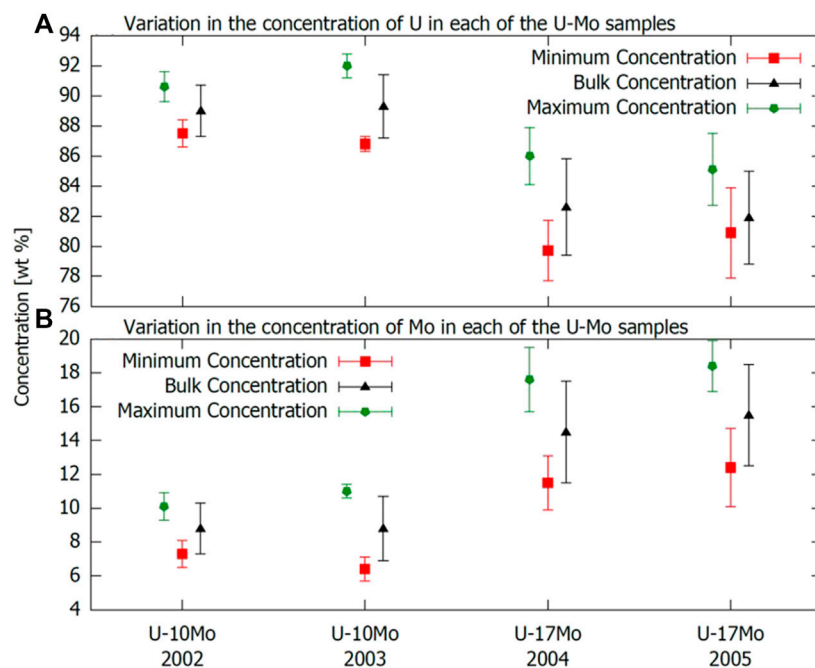 A Variation in the concentration of U in each of the U-Mo samples
94
92
90
88
86
84
82
80
78
76
Minimum Concentration
Bulk Concentration
Maximum Concentration
Concentration [wt %]
B Variation in the concentration of Mo in each of the U-Mo samples
20
18
16
14
12
10
8
6
4
Minimum Concentration
Bulk Concentration
Maximum Concentration
U-10Mo U-10Mo U-17Mo U-17Mo
2002 2003 2004 2005